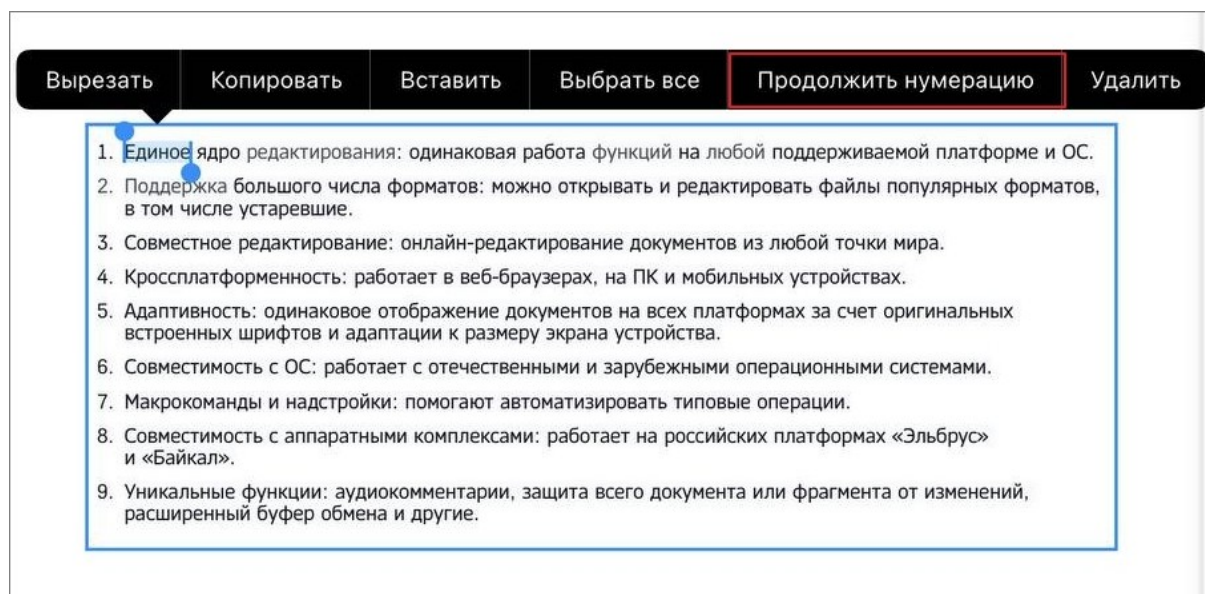 Вырезать Копировать Вставить Выбрать все Продолжить нумерацию Удалить
1. Единое ядро редактирования: одинаковая работа функций на любой поддерживаемой платформе и ОС.
2. Поддержка большого числа форматов: можно открывать и редактировать файлы популярных форматов,
в том числе устаревшие.
3. Совместное редактирование: онлайн-редактирование документов из любой точки мира.
4. Кроссплатформенность: работает в веб-браузерах, на ПК и мобильных устройствах.
5. Адаптивность: одинаковое отображение документов на всех платформах за счет оригинальных
встроенных шрифтов и адаптации к размеру экрана устройства.
6. Совместимость с ОС: работает с отечественными и зарубежными операционными системами.
7. Макрокоманды и надстройки: помогают автоматизировать типовые операции.
8. Совместимость с аппаратными комплексами: работает на российских платформах «Эльбрус»
и «Байкал».
9. Уникальные функции: аудиокомментарии, защита всего документа или фрагмента от изменений,
расширенный буфер обмена и другие.